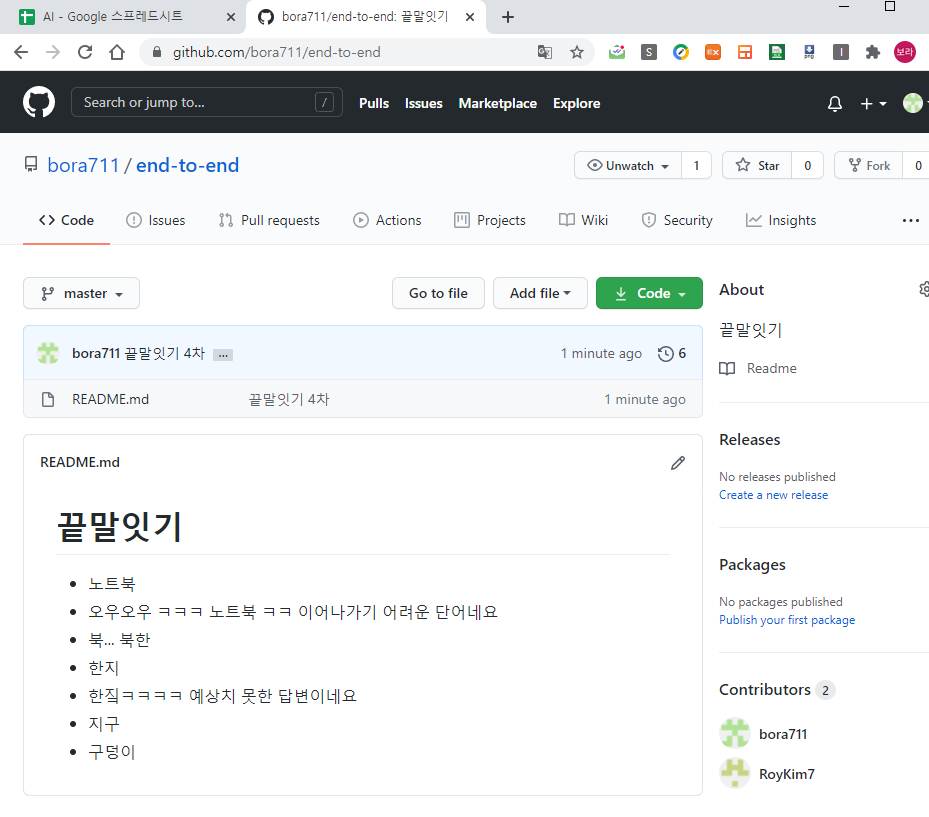 AI - Google 스프레드시트
bora711/end-to-end: 끝말잇기
github.com/bora711/end-to-end
S
EX
png
I
보라
Search or jump to...
/
Pulls
Issues
Marketplace
Explore
bora711 / end-to-end
Unwatch
1
Star
0
Fork
0
Code
Issues
Pull requests
Actions
Projects
Wiki
Security
Insights
master
Go to file
Add file
Code
bora711 끝말잇기 4차 ...
1 minute ago
6
README.md
끝말잇기 4차
1 minute ago
README.md
끝말잇기
노트북
오우오우 ㅋㅋㅋ 노트북 ㅋㅋ 이어나가기 어려운 단어네요
북... 북한
한지
한짘ㅋㅋㅋㅋ 예상치 못한 답변이네요
지구
구덩이
About
끝말잇기
Readme
Releases
No releases published
Create a new release
Packages
No packages published
Publish your first package
Contributors 2
bora711
RoyKim7